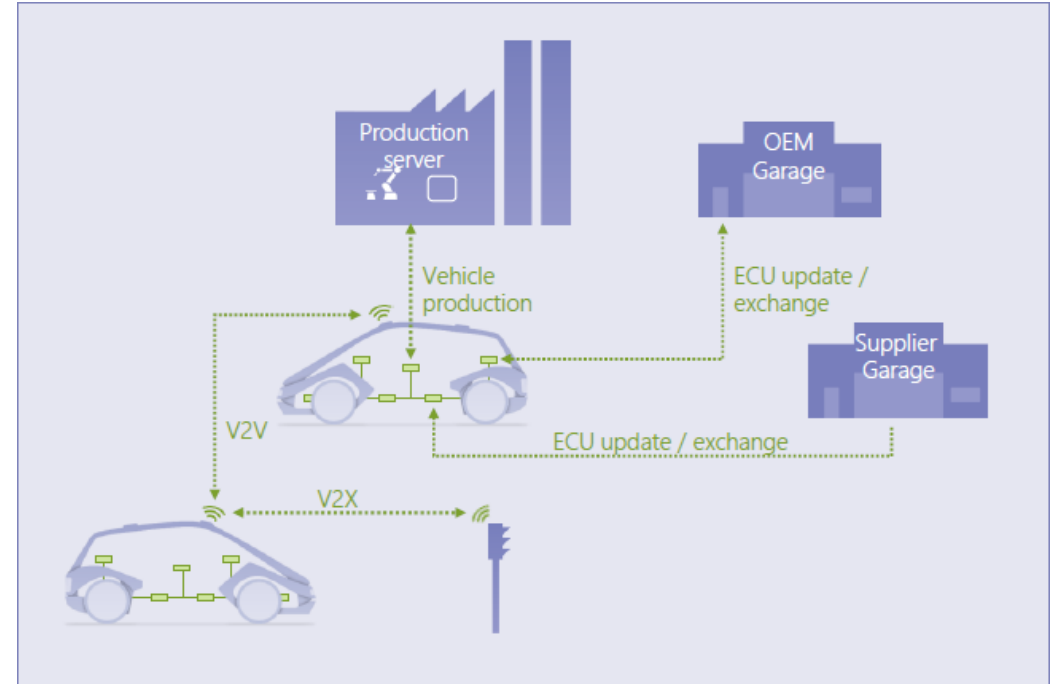 Production
server
OEM
Garage
Vehicle
production
ECU update /
exchange
Supplier
Garage
V2V
ECU update / exchange
V2X